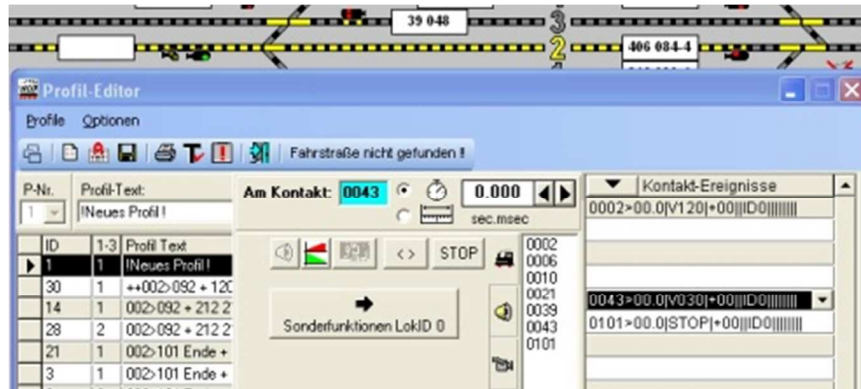 39 048
3
2
406 084-4
Profil-Editor
Profile Optionen
Fahrstraße nicht gefunden !!
P-Nr. Profil-Text:
1 !Neues Profil !
Am Kontakt: 0043
0.000
sec.msec
Kontakt-Ereignisse
0002>00.0|V120|+00|||ID0||||||||
0043>00.0|V030|+00|||ID0||||||||
0101>00.0|STOP|+00|||ID0||||||||
ID 1-3 Profil Text
1 1 !Neues Profil !
30 1 ++002>092 + 120
14 1 002>092 + 212 2
28 2 002>092 + 212 2
21 1 002>101 Ende +
3 1 002>101 Ende +
<> STOP
Sonderfunktionen LokID 0
0002
0006
0010
0021
0039
0043
0101